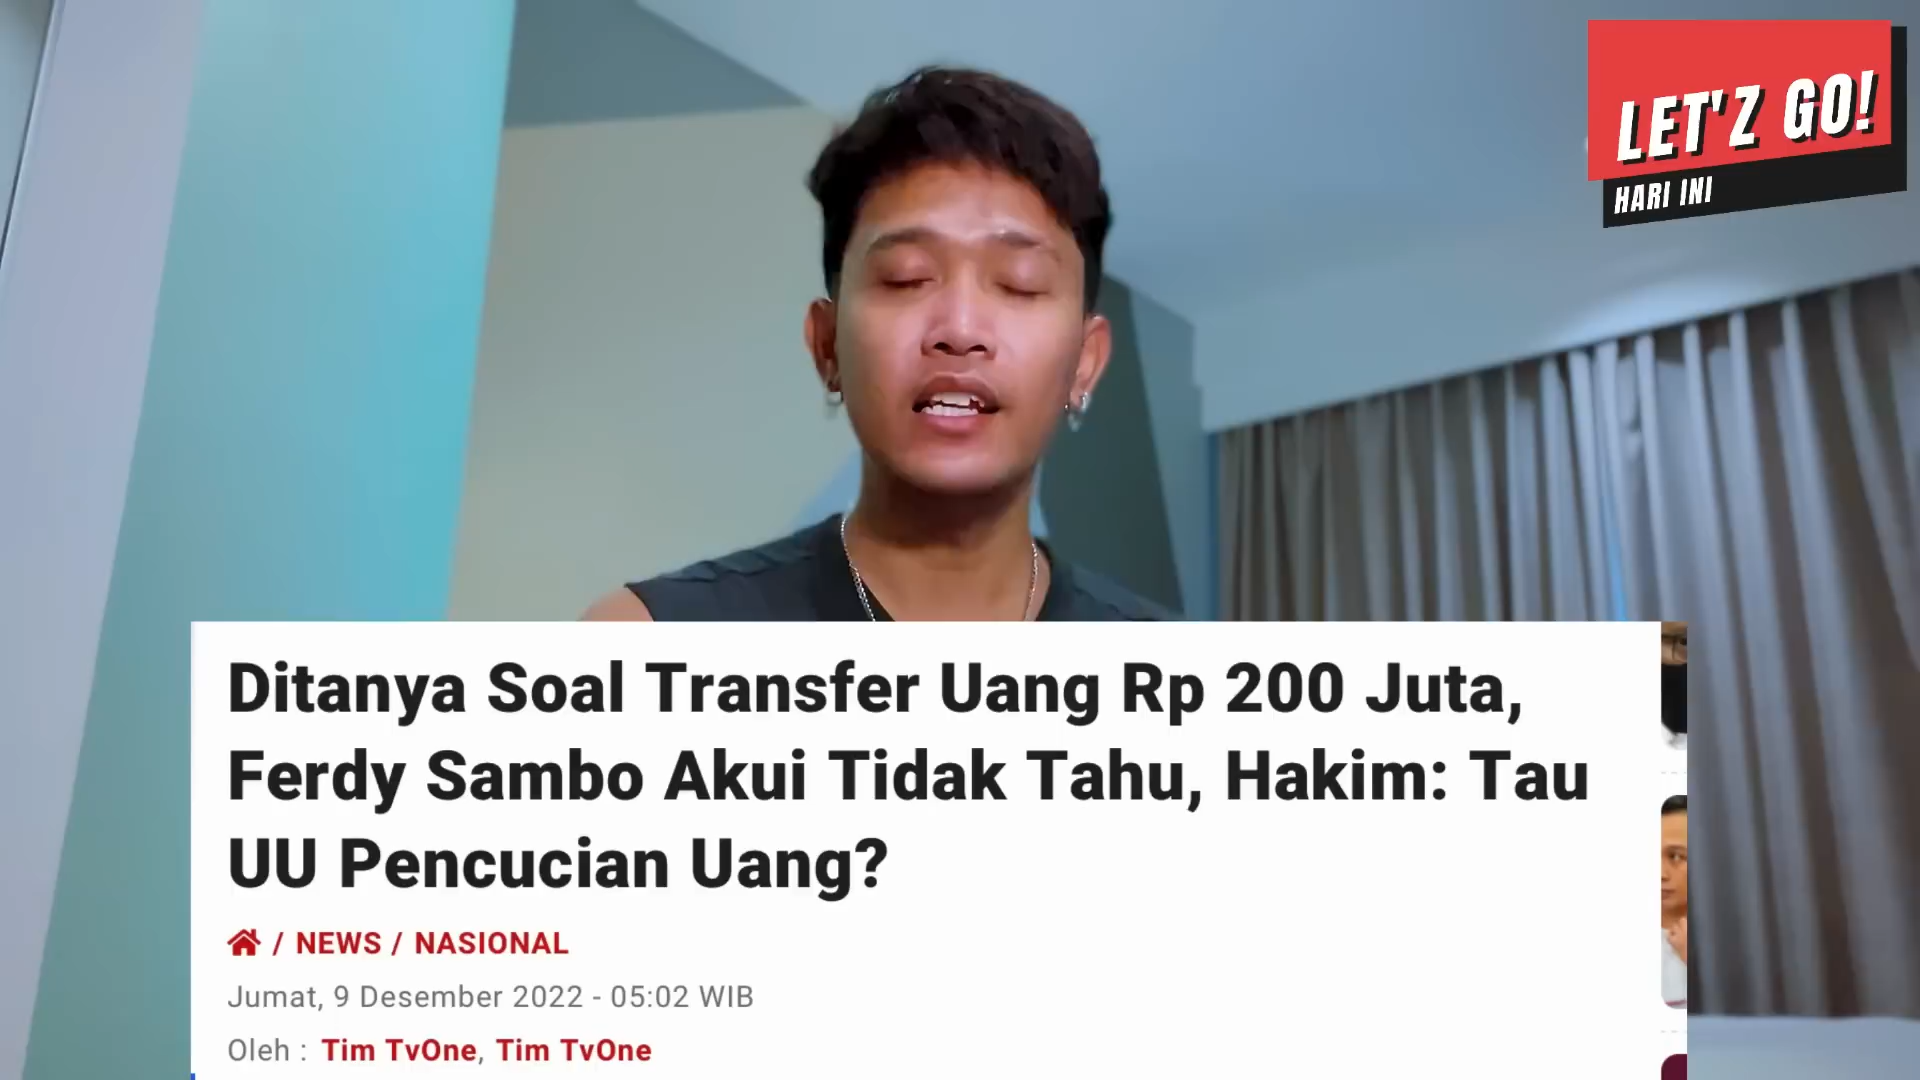 LET'Z GO!
HARI INI
Ditanya Soal Transfer Uang Rp 200 Juta,
Ferdy Sambo Akui Tidak Tahu, Hakim: Tau
UU Pencucian Uang?
/ NEWS / NASIONAL
Jumat, 9 Desember 2022 - 05:02 WIB
Oleh : Tim TvOne, Tim TvOne